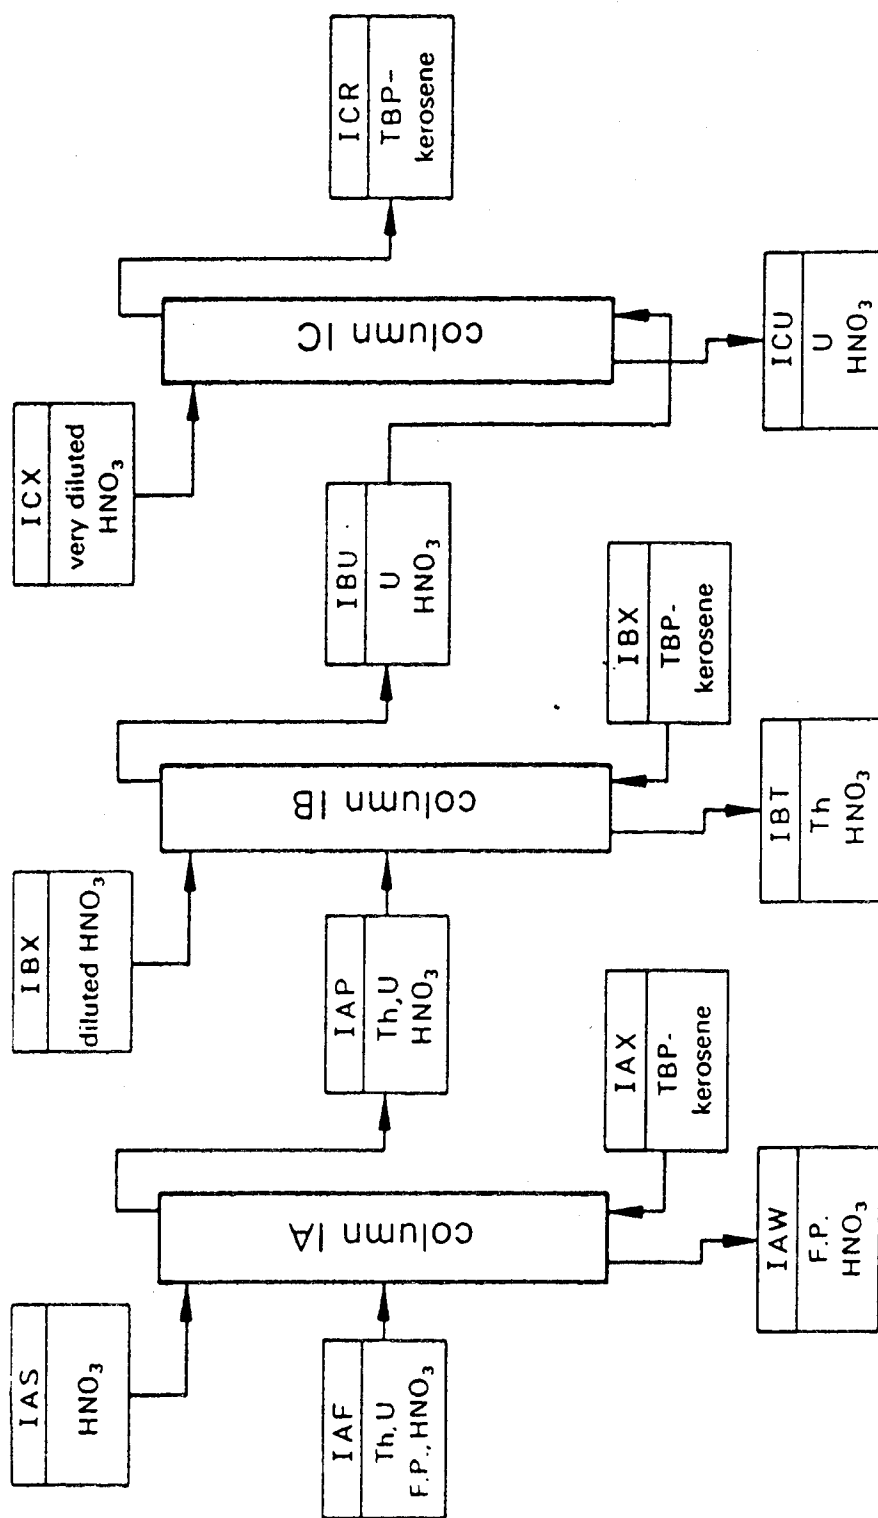 IAS
HNO₃
IAF
Th, U
F.P., HNO₃
column IA
IAW
F.P.
HNO₃
IAX
TBP-
kerosene
IAP
Th, U
HNO₃
IBX
diluted HNO₃
column IB
IBT
Th
HNO₃
IBX
TBP-
kerosene
IBU
U
HNO₃
ICX
very diluted
HNO₃
column IC
ICU
U
HNO₃
ICR
TBP-
kerosene